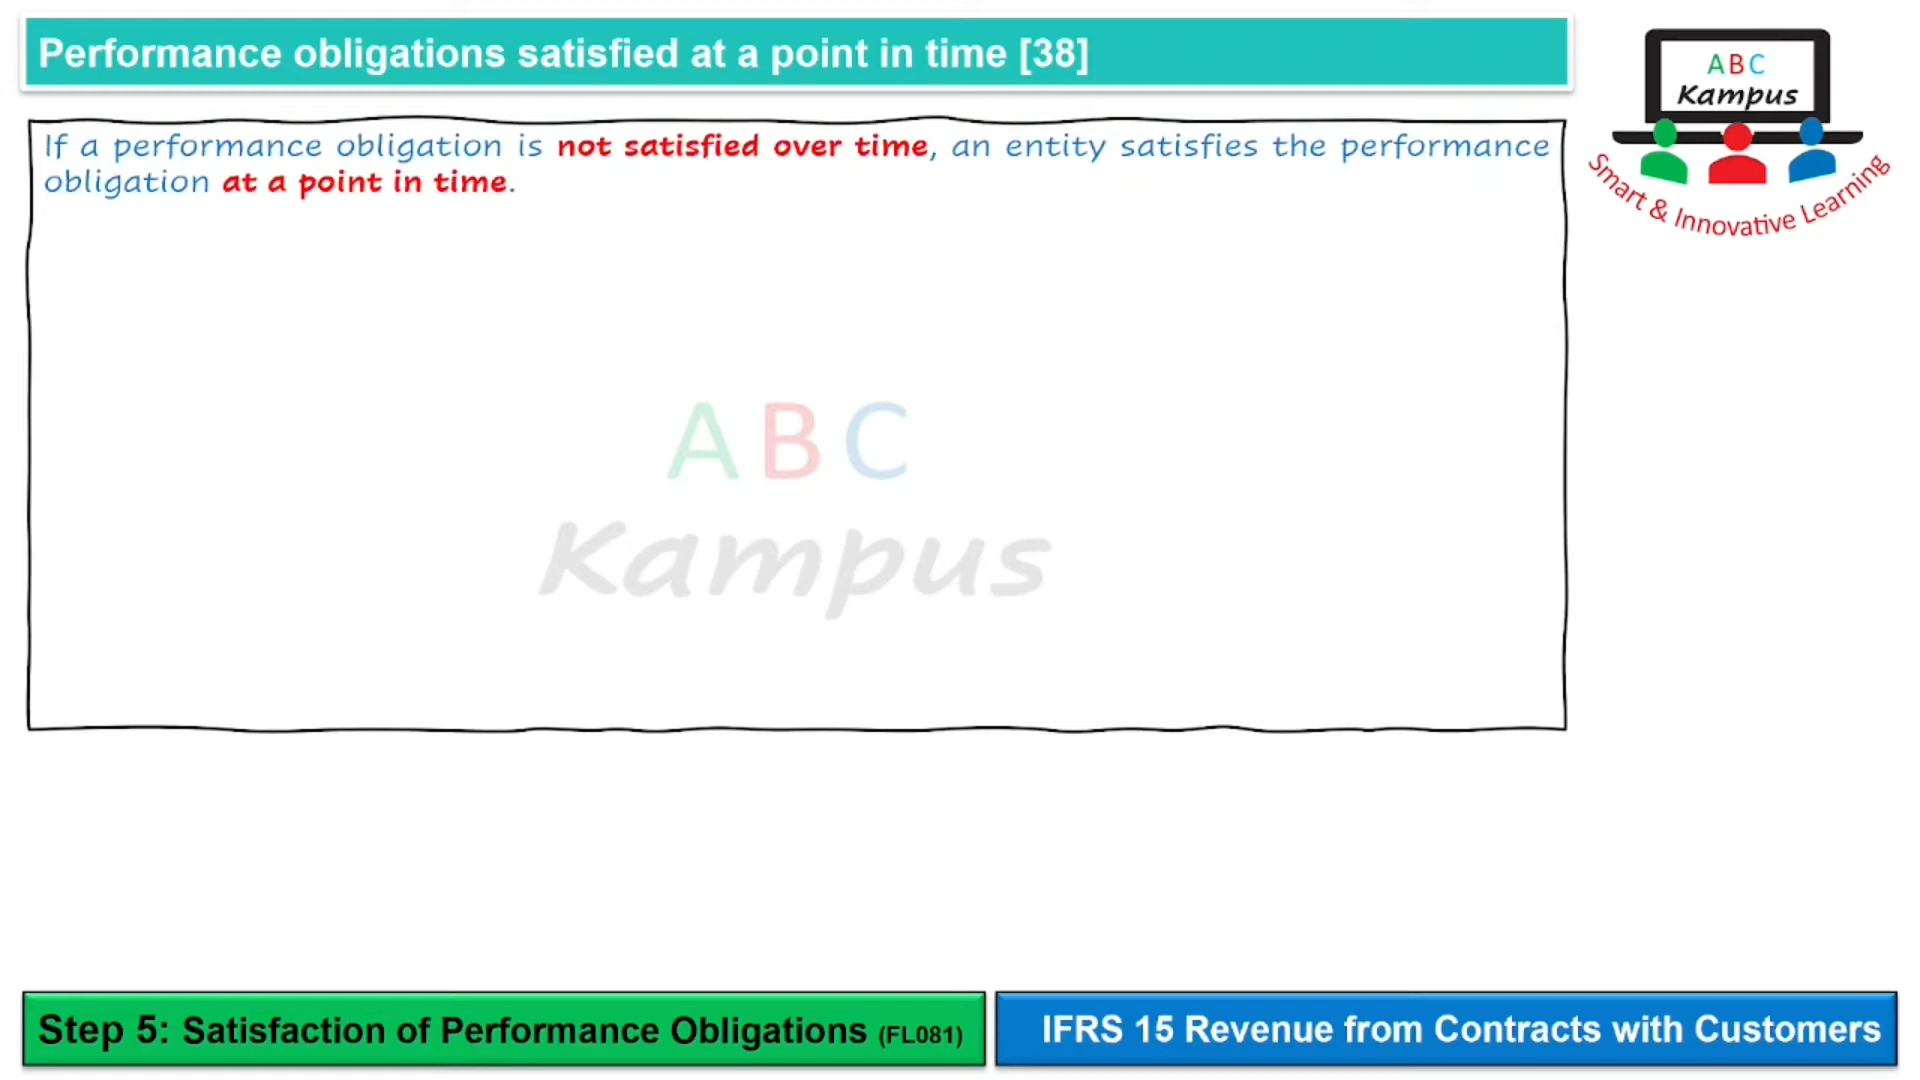 Performance obligations satisfied at a point in time [38]
ABC
Kampus
Smart & Innovative Learning
If a performance obligation is not satisfied over time, an entity satisfies the performance
obligation at a point in time.
ABC
Kampus
Step 5: Satisfaction of Performance Obligations (FL081)
IFRS 15 Revenue from Contracts with Customers